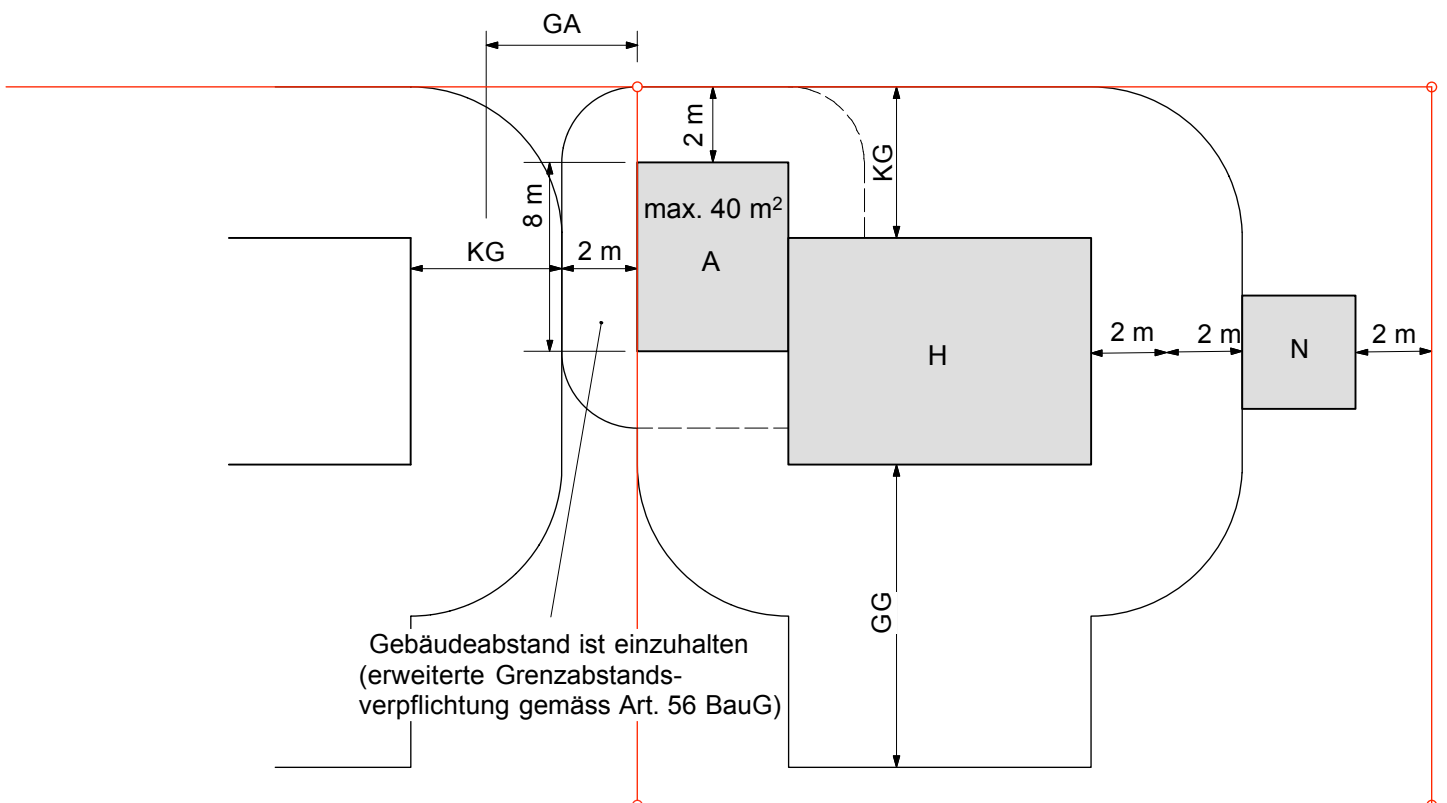 GA
2 m
KG
8 m
max. 40 m²
KG
2 m
A
H
2 m
2 m
N
2 m
GG
Gebäudeabstand ist einzuhalten
(erweiterte Grenzabstands-
verpflichtung gemäss Art. 56 BauG)